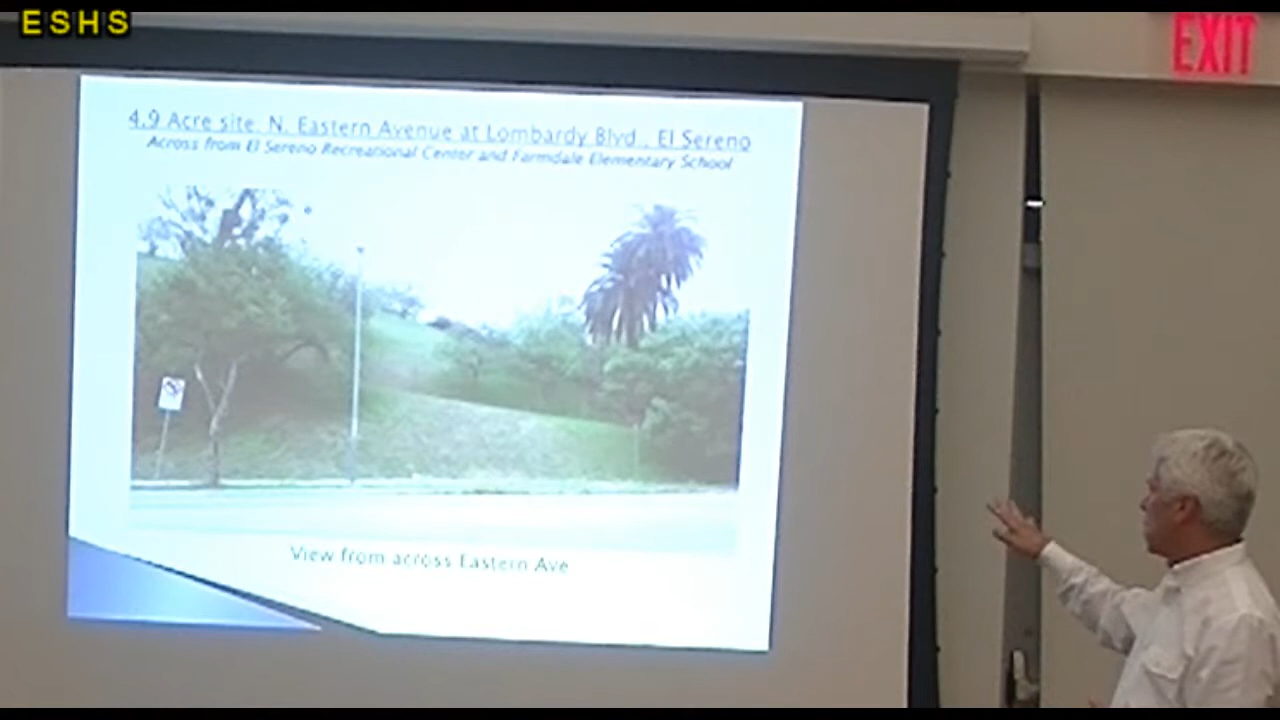 ESHS
EXIT
4.9 Acre site, N. Eastern Avenue at Lombardy Blvd., El Sereno
Across from El Sereno Recreational Center and Farmdale Elementary School
View from across Eastern Ave